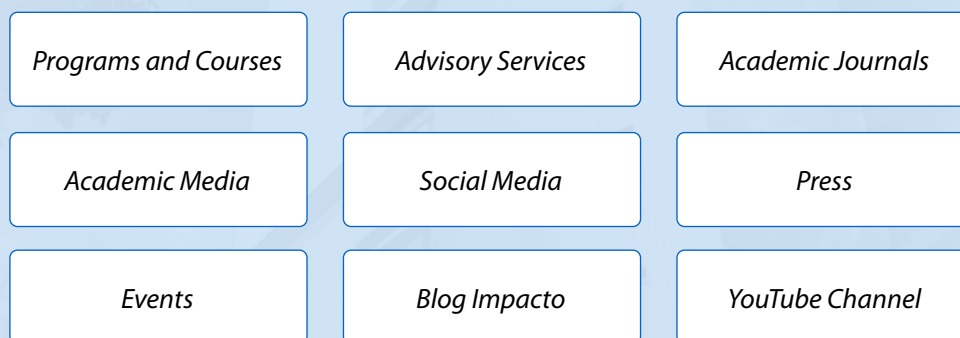 Programs and Courses
Advisory Services
Academic Journals
Academic Media
Social Media
Press
Events
Blog Impacto
YouTube Channel